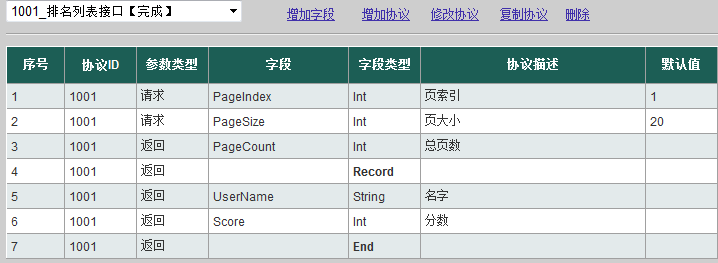 1001_排名列表接口【完成】 增加字段 增加协议 修改协议 复制协议 删除
序号 协议ID 参数类型 字段 字段类型 协议描述 默认值
1 1001 请求 PageIndex Int 页索引 1
2 1001 请求 PageSize Int 页大小 20
3 1001 返回 PageCount Int 总页数
4 1001 返回 Record
5 1001 返回 UserName String 名字
6 1001 返回 Score Int 分数
7 1001 返回 End